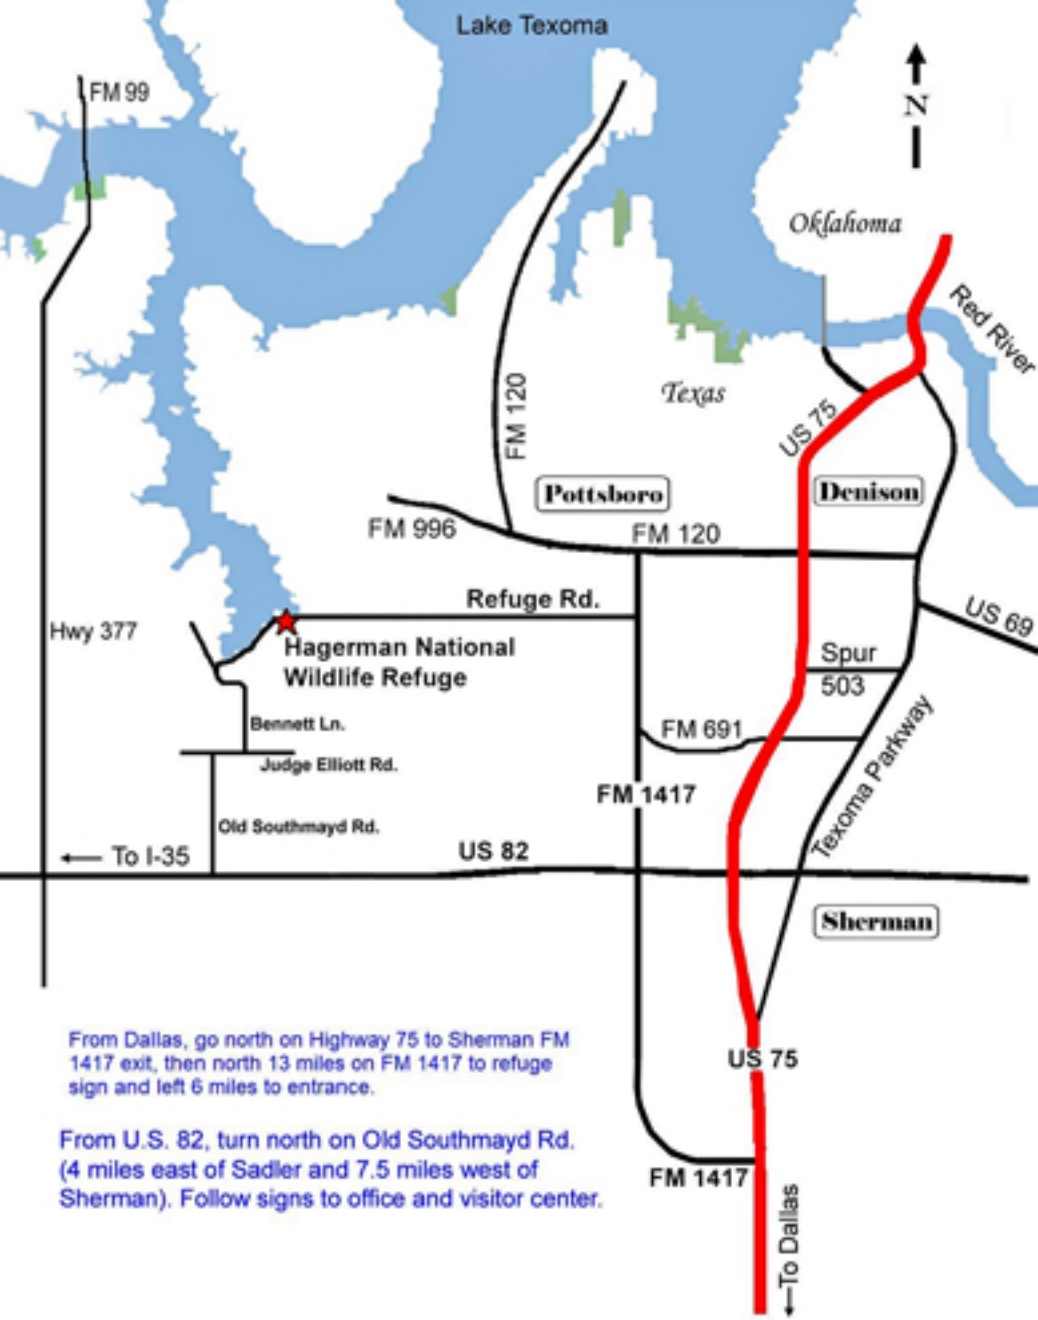 Lake Texoma
FM 99
N
Oklahoma
Red River
FM 120
Texas
US 75
Pottsboro
Denison
FM 996
FM 120
Refuge Rd.
US 69
Hwy 377
Hagerman National
Wildlife Refuge
Spur
503
Bennett Ln.
FM 691
Judge Elliott Rd.
FM 1417
Texoma Parkway
Old Southmayd Rd.
To I-35
US 82
Sherman
From Dallas, go north on Highway 75 to Sherman FM
1417 exit, then north 13 miles on FM 1417 to refuge
sign and left 6 miles to entrance.
US 75
From U.S. 82, turn north on Old Southmayd Rd.
(4 miles east of Sadler and 7.5 miles west of
Sherman). Follow signs to office and visitor center.
FM 1417
To Dallas